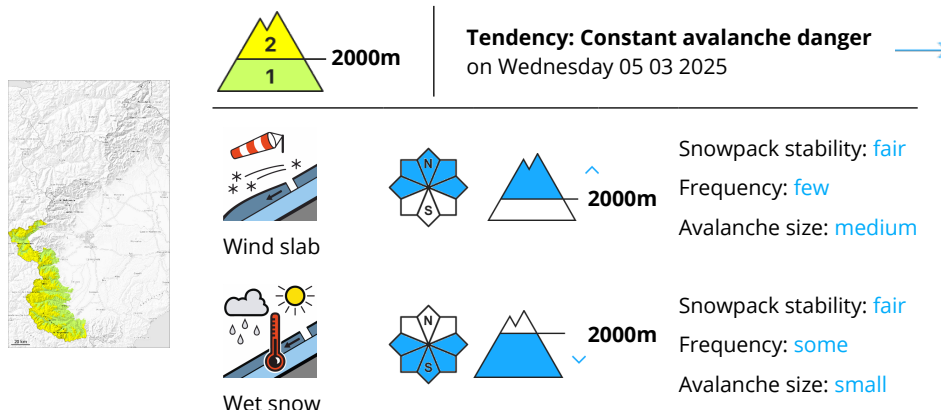 2
1
2000m
Tendency: Constant avalanche danger
on Wednesday 05 03 2025
N
S
2000m
Snowpack stability: fair
Frequency: few
Avalanche size: medium
Wind slab
N
S
2000m
Snowpack stability: fair
Frequency: some
Avalanche size: small
Wet snow